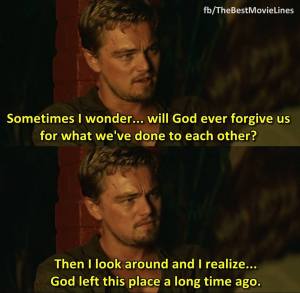 fb/TheBestMovieLines
Sometimes I wonder... will God ever forgive us
for what we've done to each other?
Then I look around and I realize...
God left this place a long time ago.